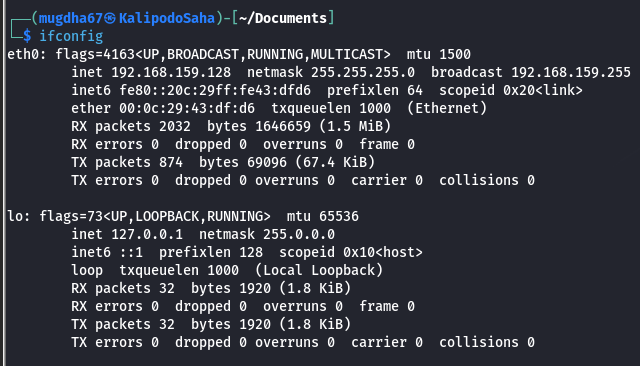 ┌──(mugdha67㉿KalipodoSaha)-[~/Documents]
└─$ ifconfig
eth0: flags=4163<UP,BROADCAST,RUNNING,MULTICAST>  mtu 1500
        inet 192.168.159.128  netmask 255.255.255.0  broadcast 192.168.159.255
        inet6 fe80::20c:29ff:fe43:dfd6  prefixlen 64  scopeid 0x20<link>
        ether 00:0c:29:43:df:d6  txqueuelen 1000  (Ethernet)
        RX packets 2032  bytes 1646659 (1.5 MiB)
        RX errors 0  dropped 0  overruns 0  frame 0
        TX packets 874  bytes 69096 (67.4 KiB)
        TX errors 0  dropped 0 overruns 0  carrier 0  collisions 0

lo: flags=73<UP,LOOPBACK,RUNNING>  mtu 65536
        inet 127.0.0.1  netmask 255.0.0.0
        inet6 ::1  prefixlen 128  scopeid 0x10<host>
        loop  txqueuelen 1000  (Local Loopback)
        RX packets 32  bytes 1920 (1.8 KiB)
        RX errors 0  dropped 0  overruns 0  frame 0
        TX packets 32  bytes 1920 (1.8 KiB)
        TX errors 0  dropped 0 overruns 0  carrier 0  collisions 0